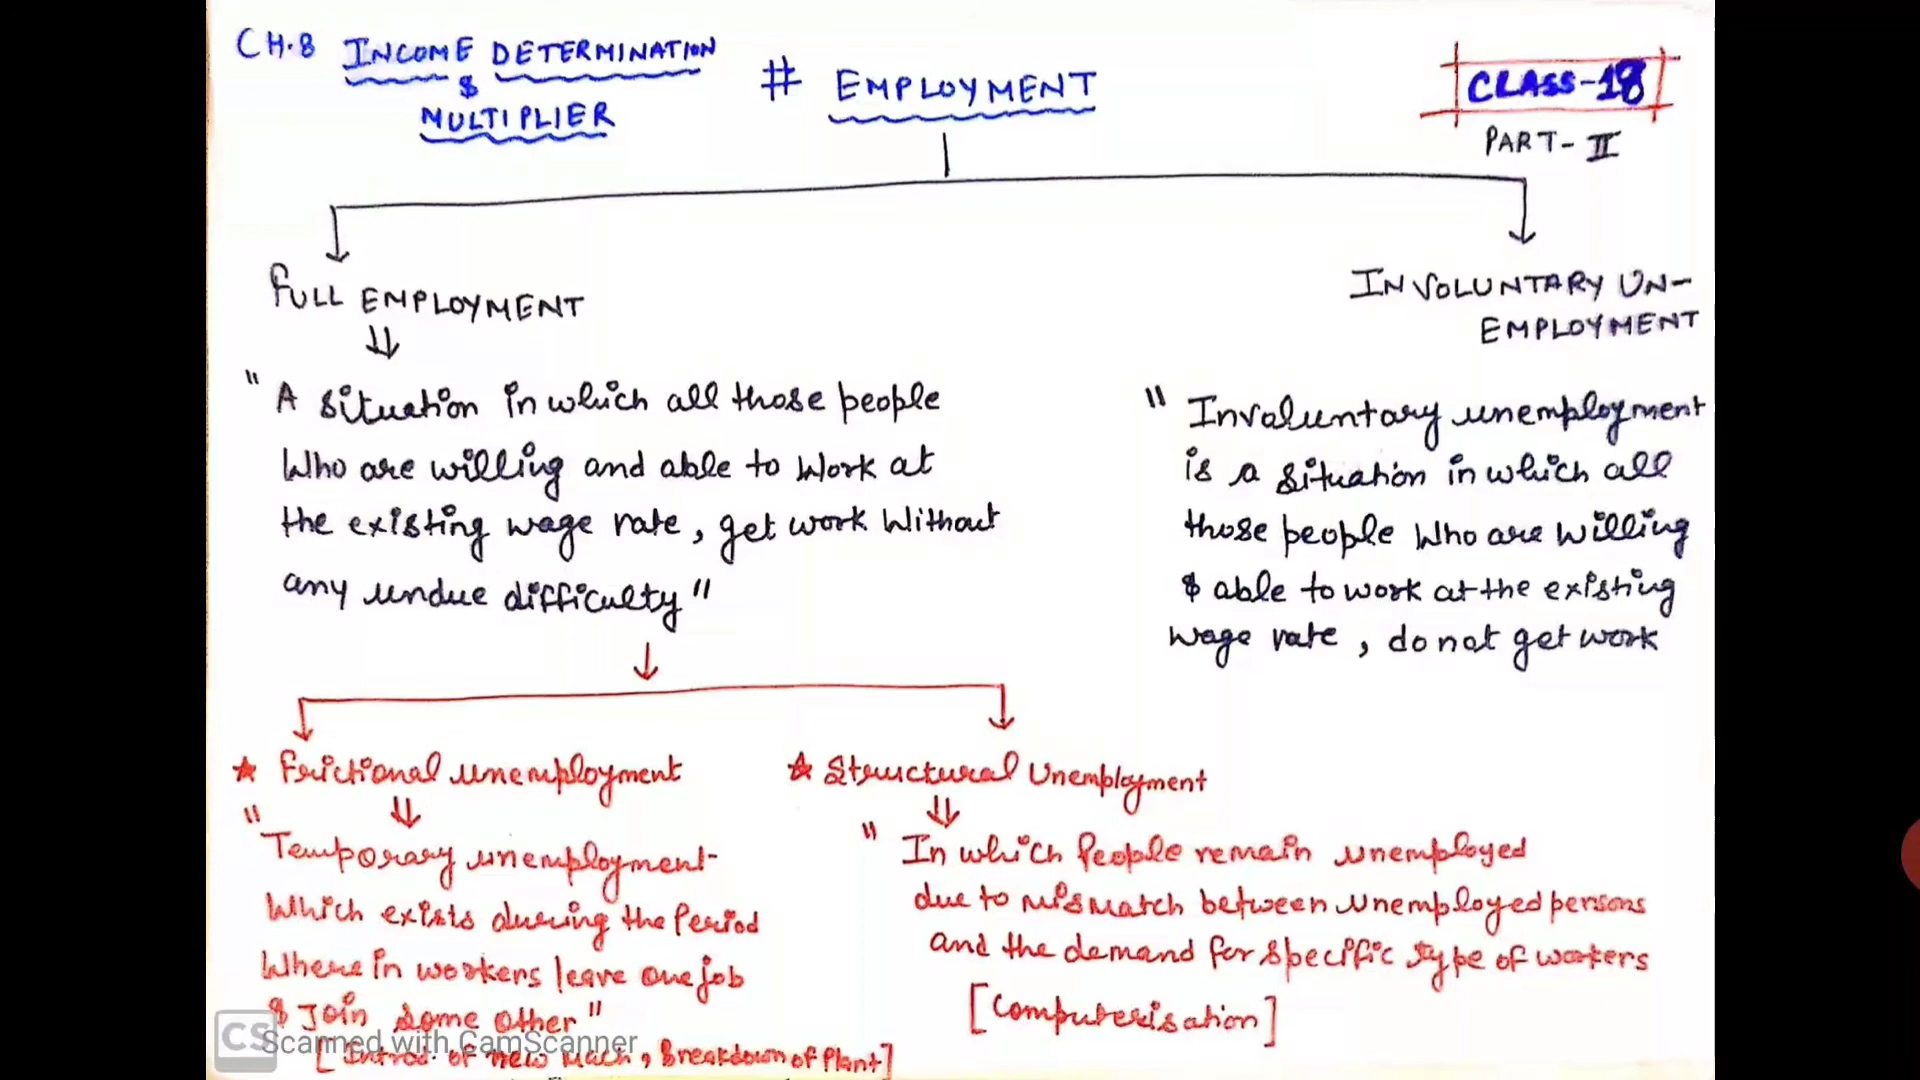 CH.8 INCOME DETERMINATION
$
MULTIPLIER
# EMPLOYMENT
CLASS-18
PART-II
FULL EMPLOYMENT
"A situation in which all those people
Who are willing and able to work at
the existing wage rate, get work without
any undue difficulty"
INVOLUNTARY UN-
EMPLOYMENT
"Involuntary unemployment
is a situation in which all
those people who are willing
$ able to work at the existing
wage rate, do not get work
★ Frictional unemployment
"Temporary unemployment
Which exists during the Period
Where in workers leave one job
$ Join some other"
[Introd. of new Mach, Breakdown of Plant]
★ Structural Unemployment
"In which People remain unemployed
due to mismatch between unemployed persons
and the demand for specific type of workers
[Computerisation]
CS Scanned with CamScanner